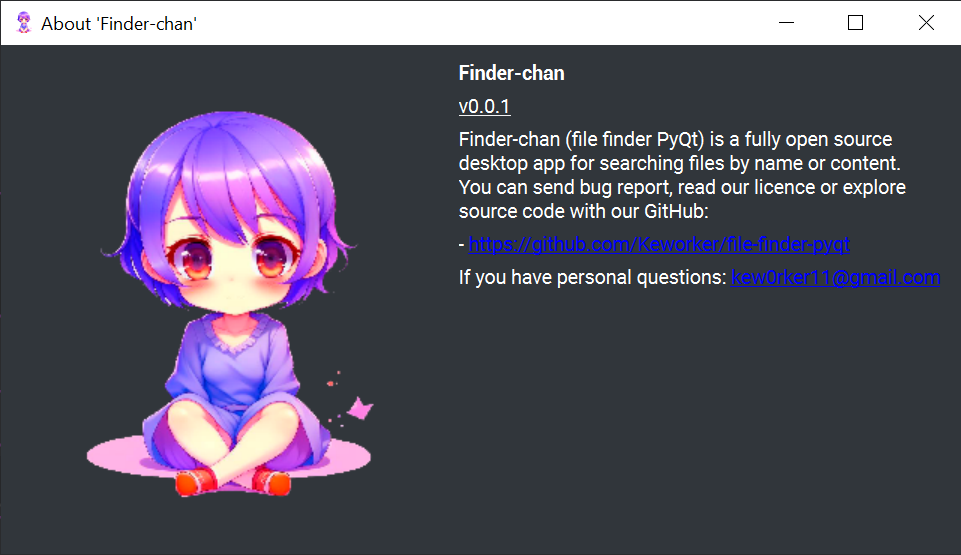 About 'Finder-chan'
Finder-chan
v0.0.1
Finder-chan (file finder PyQt) is a fully open source
desktop app for searching files by name or content.
You can send bug report, read our licence or explore
source code with our GitHub:
- https://github.com/Keworker/file-finder-pyqt
If you have personal questions: kew0rker11@gmail.com